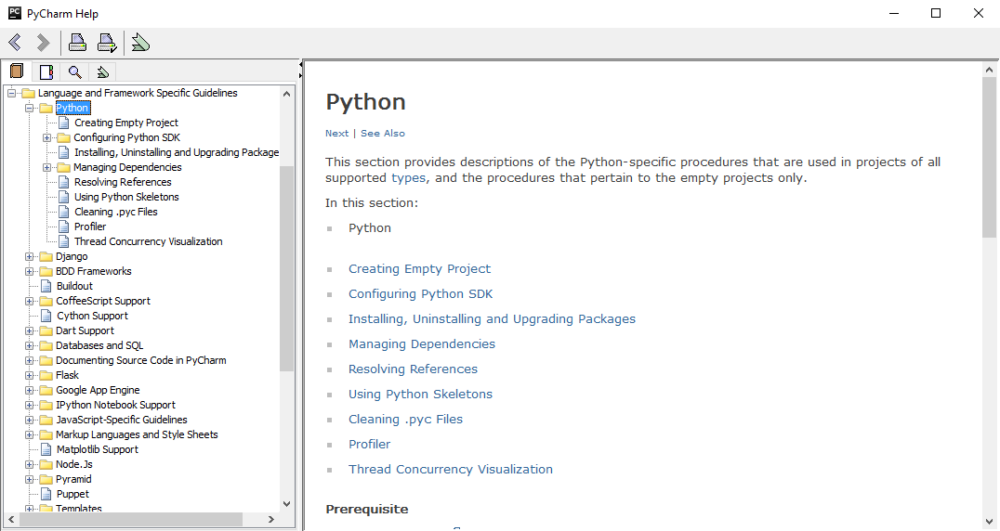 PyCharm Help
Language and Framework Specific Guidelines
Python
Creating Empty Project
Configuring Python SDK
Installing, Uninstalling and Upgrading Package
Managing Dependencies
Resolving References
Using Python Skeletons
Cleaning .pyc Files
Profiler
Thread Concurrency Visualization
Django
BDD Frameworks
Buildout
CoffeeScript Support
Cython Support
Dart Support
Databases and SQL
Documenting Source Code in PyCharm
Flask
Google App Engine
IPython Notebook Support
JavaScript-Specific Guidelines
Markup Languages and Style Sheets
Matplotlib Support
Node.Js
Pyramid
Puppet
Templates
Python
Next | See Also
This section provides descriptions of the Python-specific procedures that are used in projects of all
supported types, and the procedures that pertain to the empty projects only.
In this section:
Python
Creating Empty Project
Configuring Python SDK
Installing, Uninstalling and Upgrading Packages
Managing Dependencies
Resolving References
Using Python Skeletons
Cleaning .pyc Files
Profiler
Thread Concurrency Visualization
Prerequisite